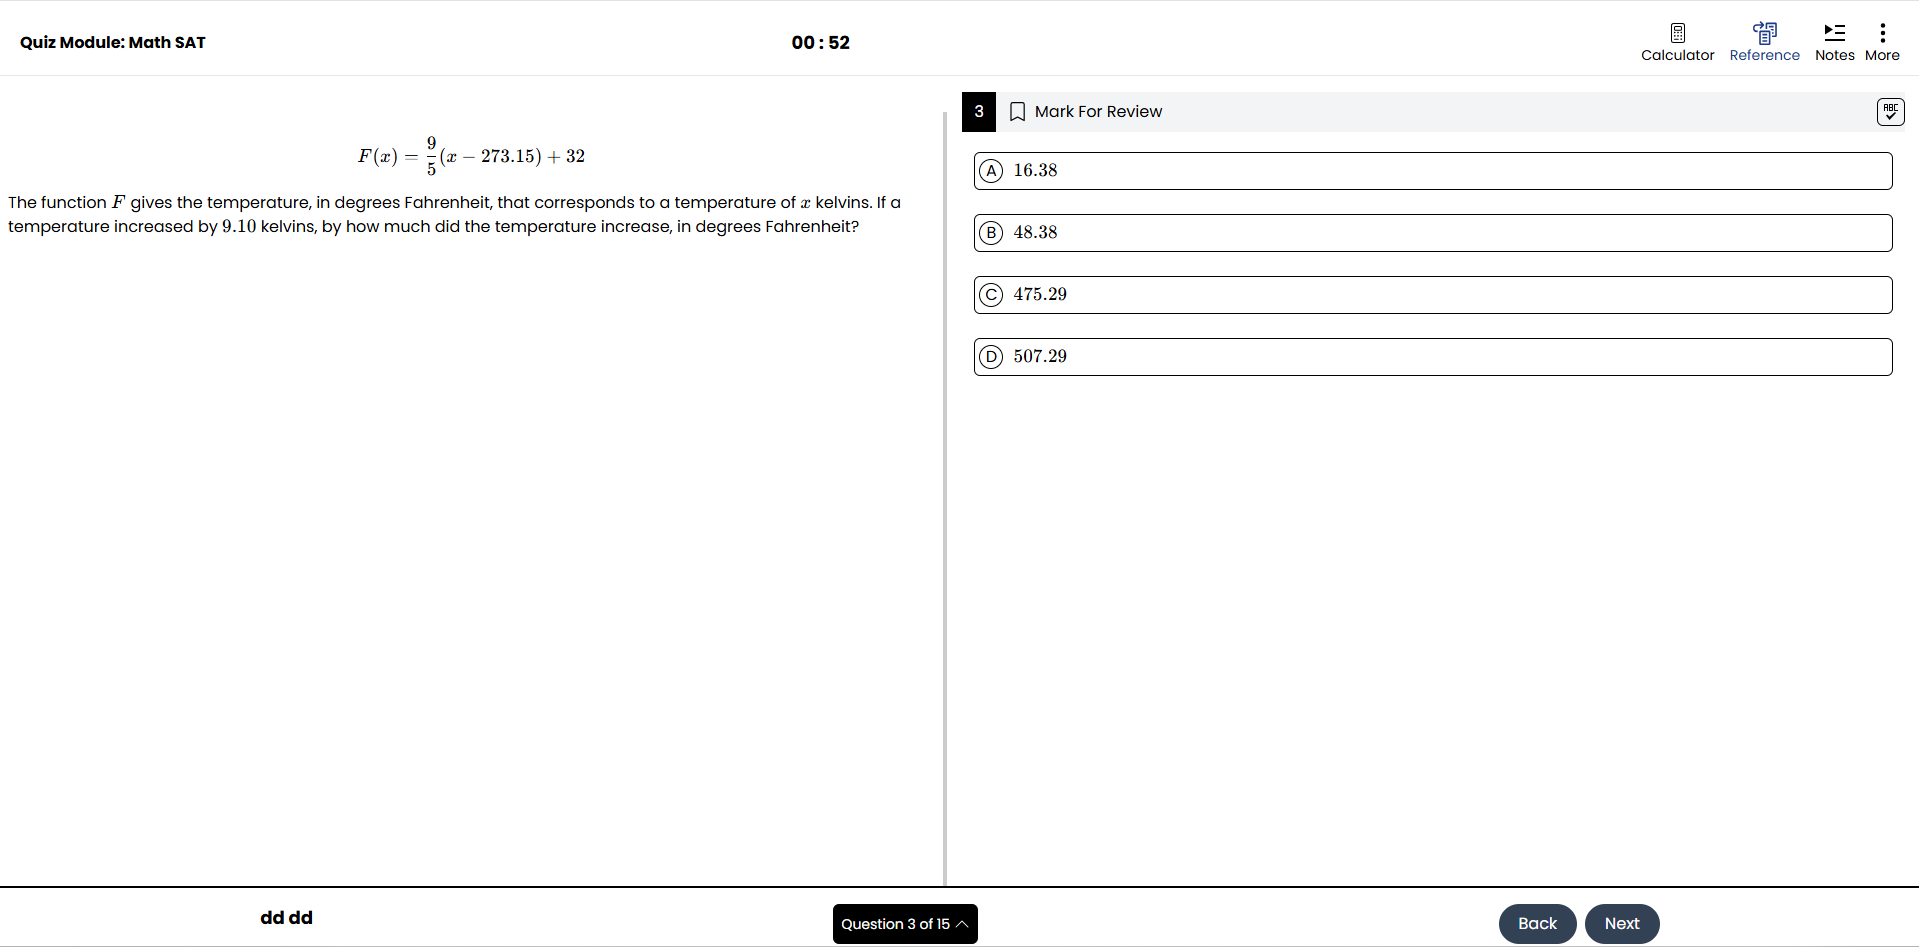 Quiz Module: Math SAT
00 : 52
Calculator
Reference
Notes
More
F(x) = 9/5(x − 273.15) + 32
The function F gives the temperature, in degrees Fahrenheit, that corresponds to a temperature of x kelvins. If a
temperature increased by 9.10 kelvins, by how much did the temperature increase, in degrees Fahrenheit?
3 Mark For Review
ABC
A 16.38
B 48.38
C 475.29
D 507.29
dd dd
Question 3 of 15
Back
Next